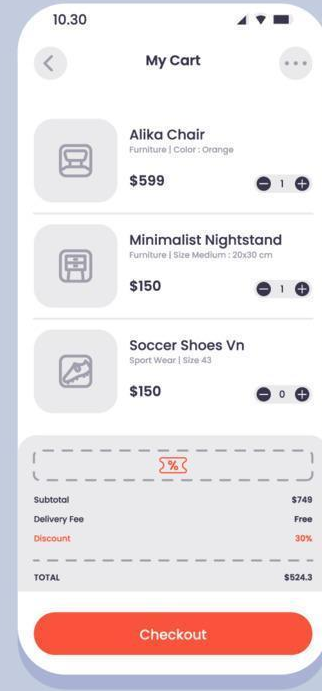 10.30
My Cart
Alika Chair
Furniture | Color : Orange
$599
1
Minimalist Nightstand
Furniture | Size Medium : 20x30 cm
$150
1
Soccer Shoes Vn
Sport Wear | Size 43
$150
0
%
Subtotal $749
Delivery Fee Free
Discount 30%
TOTAL $524.3
Checkout